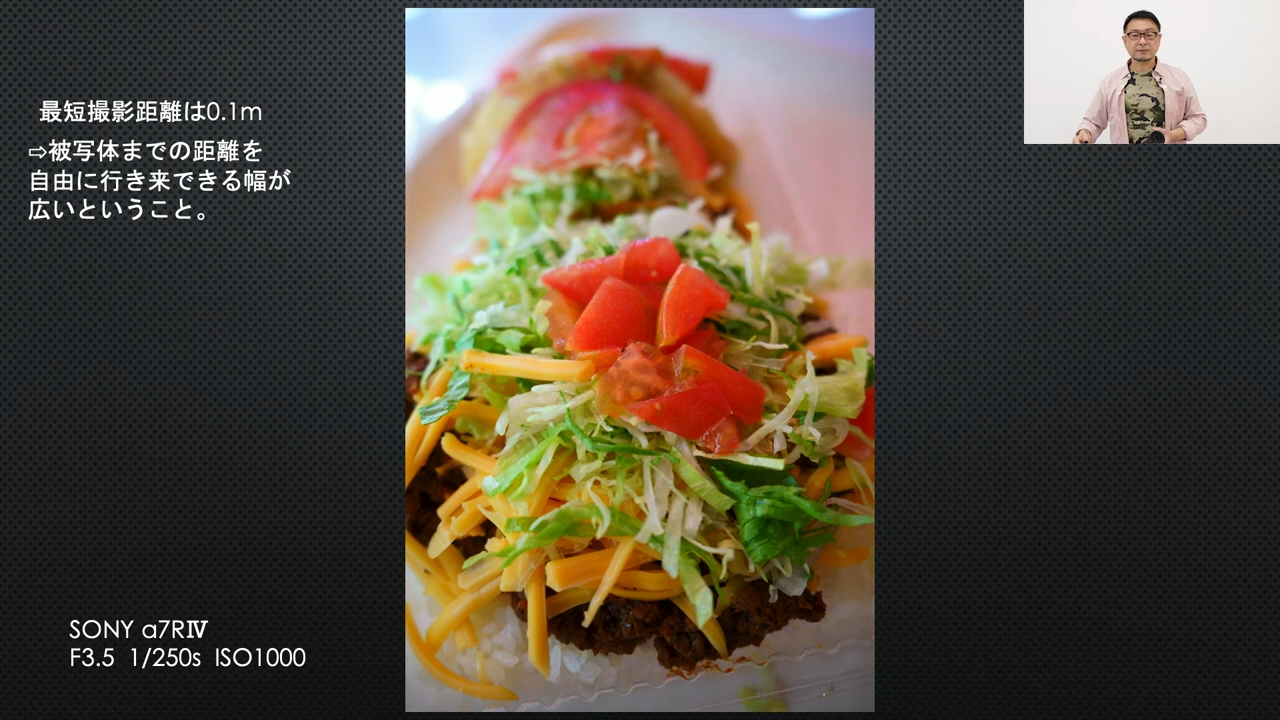 最短撮影距離は0.1m
⇨被写体までの距離を
自由に行き来できる幅が
広いということ。
SONY α7RⅣ
F3.5 1/250s ISO1000